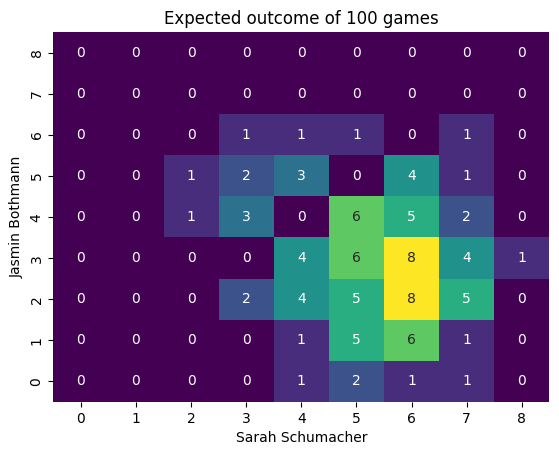 Expected outcome of 100 games
Jasmin Bothmann
8 0 0 0 0 0 0 0 0 0
7 0 0 0 0 0 0 0 0 0
6 0 0 0 1 1 1 0 1 0
5 0 0 1 2 3 0 4 1 0
4 0 0 1 3 0 6 5 2 0
3 0 0 0 0 4 6 8 4 1
2 0 0 0 2 4 5 8 5 0
1 0 0 0 0 1 5 6 1 0
0 0 0 0 0 1 2 1 1 0
0 1 2 3 4 5 6 7 8
Sarah Schumacher